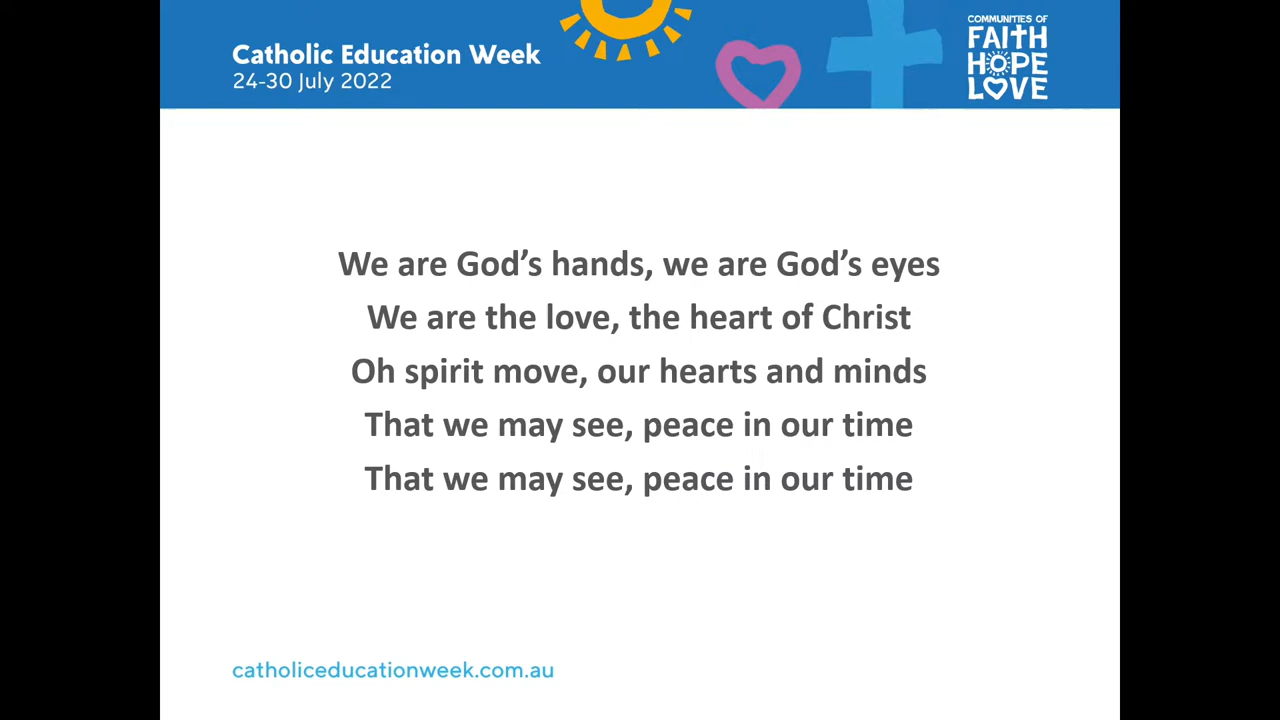 Catholic Education Week
24-30 July 2022
COMMUNITIES OF
FAITH
HOPE
LOVE
We are God’s hands, we are God’s eyes
We are the love, the heart of Christ
Oh spirit move, our hearts and minds
That we may see, peace in our time
That we may see, peace in our time
catholiceducationweek.com.au